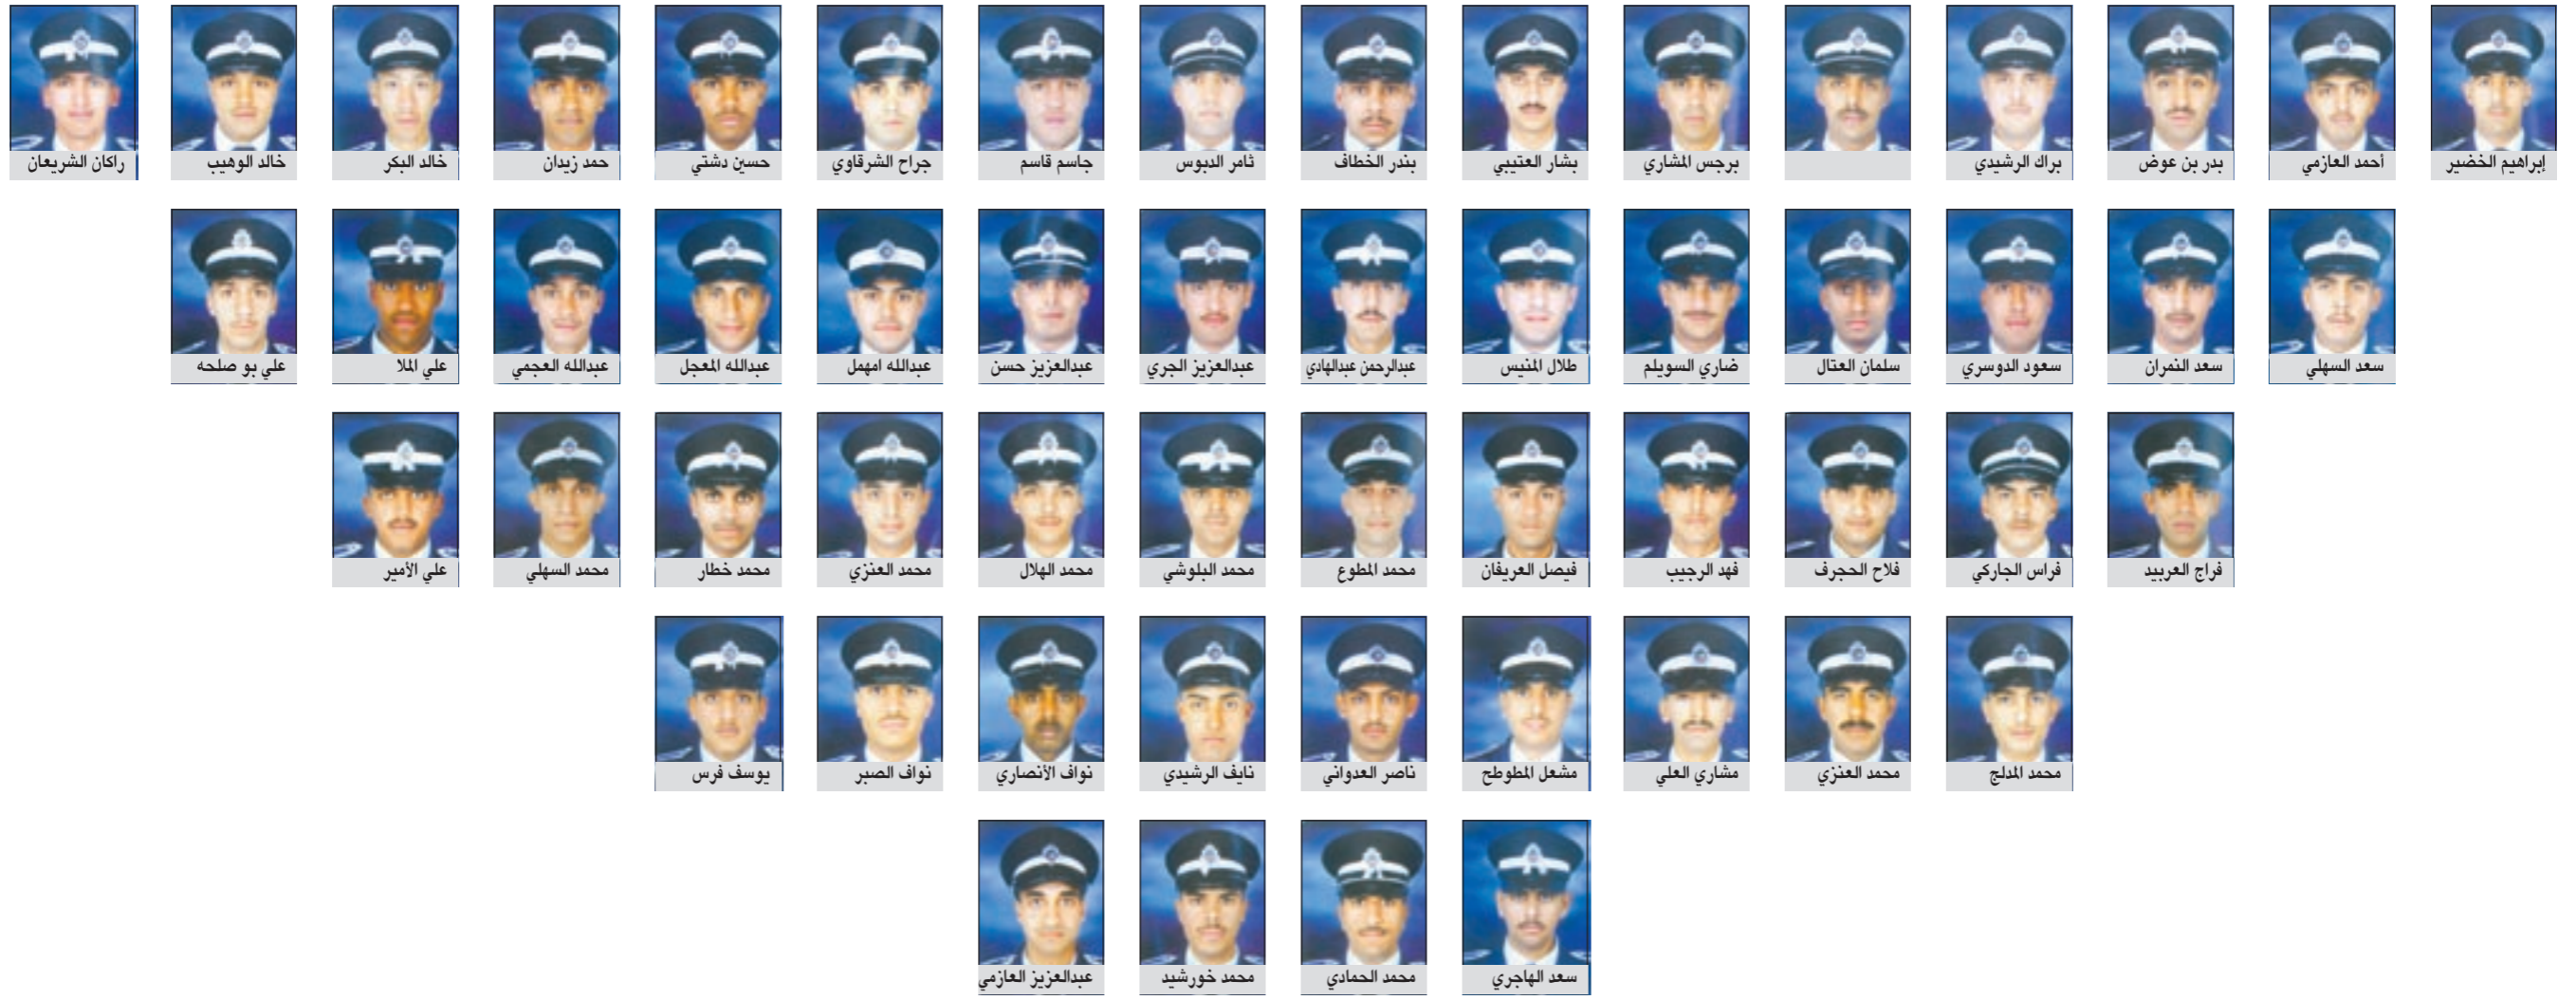 إبراهيم الخضير
أحمد العازمي
بدر بن عوض
براك الرشيدي
برجس المشاري
بشار العتيبي
بندر الخطاف
ثامر الدبوس
جاسم قاسم
جراح الشرقاوي
حسين دشتي
حمد زيدان
خالد البكر
خالد الوهيب
راكان الشريعان
سعد السهلي
سعد النمران
سعود الدوسري
سلمان العتال
ضاري السويلم
طلال المنيس
عبدالرحمن عبدالهادي
عبدالعزيز الجري
عبدالعزيز حسن
عبدالله امهمل
عبدالله المعجل
عبدالله العجمي
علي الملا
علي بو صلحه
فراج العربيد
فراس الجاركي
فلاح الحجرف
فهد الرجيب
فيصل العريفان
محمد المطوع
محمد البلوشي
محمد الهلال
محمد العنزي
محمد خطار
محمد السهلي
علي الأمير
محمد المدلج
محمد العنزي
مشاري العلي
مشعل المطوطح
ناصر العدواني
نايف الرشيدي
نواف الأنصاري
نواف الصبر
يوسف فرس
سعد الهاجري
محمد الحمادي
محمد خورشيد
عبدالعزيز العازمي